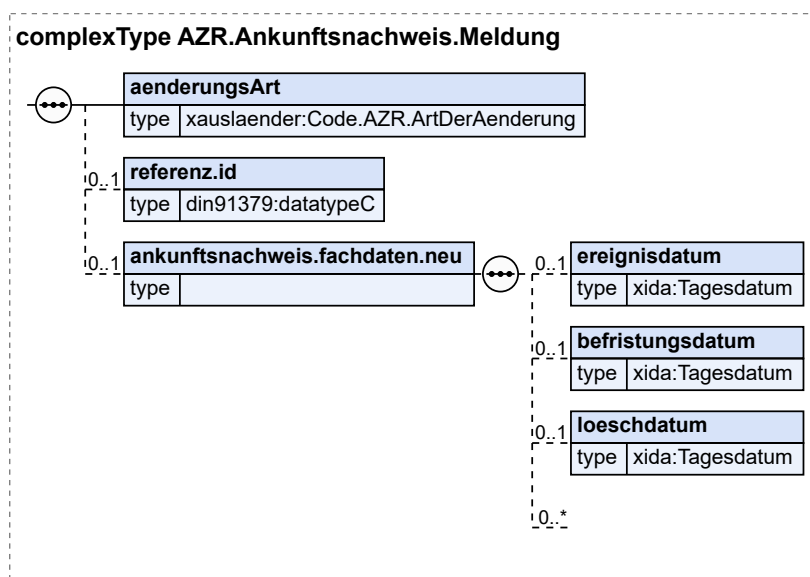 complexType AZR.Ankunftsnachweis.Meldung
aenderungsArt
type xauslaender:Code.AZR.ArtDerAenderung
0..1 referenz.id
type din91379:datatypeC
0..1 ankunftsnachweis.fachdaten.neu
type
0..1 ereignisdatum
type xida:Tagesdatum
0..1 befristungsdatum
type xida:Tagesdatum
0..1 loeschdatum
type xida:Tagesdatum
0..*